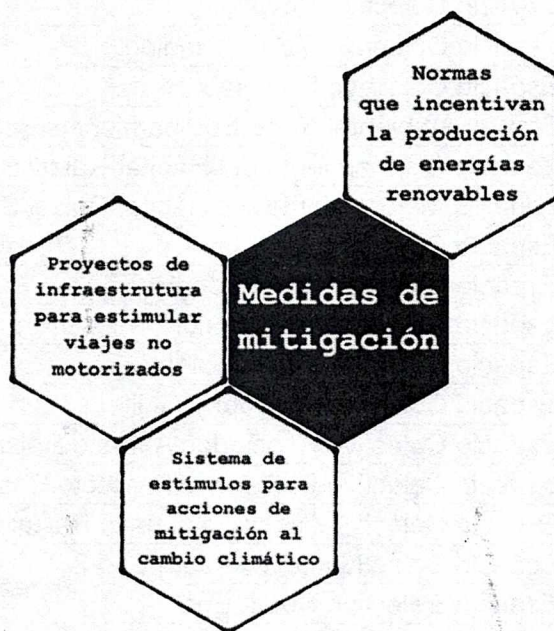 Normas
que incentivan
la producción
de energías
renovables
Proyectos de
infraestrutura
para estimular
viajes no
motorizados
Medidas de
mitigación
Sistema de
estímulos para
acciones de
mitigación al
cambio climático